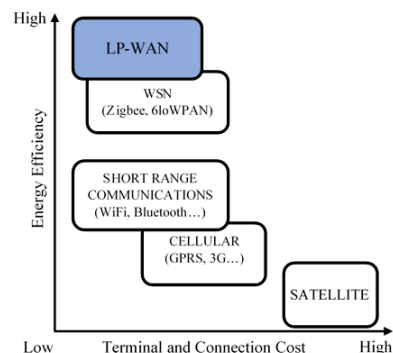 High
LP-WAN
WSN
(Zigbee, 6loWPAN)
Energy Efficiency
SHORT RANGE
COMMUNICATIONS
(WiFi, Bluetooth…)
CELLULAR
(GPRS, 3G…)
SATELLITE
Low
Terminal and Connection Cost
High